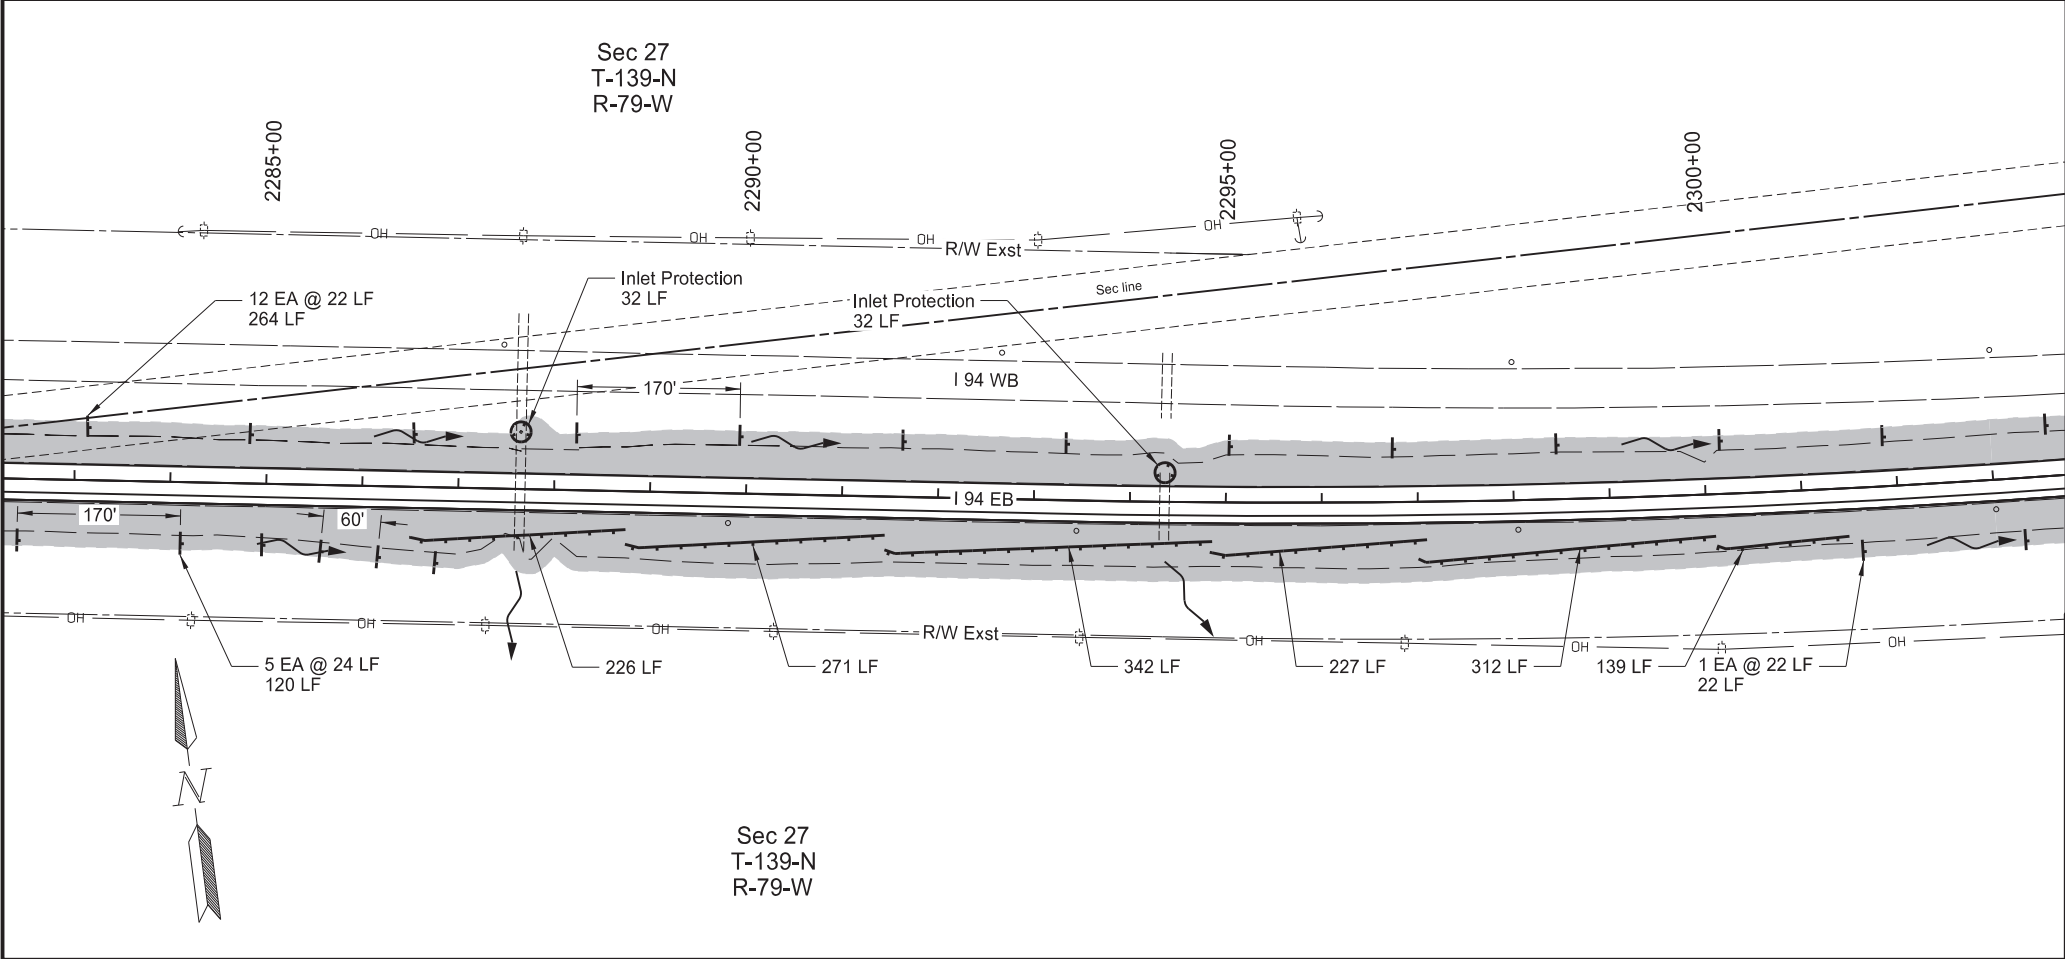 Sec 27
T-139-N
R-79-W
2285+00
2290+00
2295+00
2300+00
OH
OH
OH
OH
R/W Exst
Inlet Protection
32 LF
12 EA @ 22 LF
264 LF
Inlet Protection
32 LF
Sec line
170'
I 94 WB
I 94 EB
170'
60'
OH
OH
OH
R/W Exst
OH
OH
OH
5 EA @ 24 LF
120 LF
226 LF
271 LF
342 LF
227 LF
312 LF
139 LF
1 EA @ 22 LF
22 LF
N
Sec 27
T-139-N
R-79-W